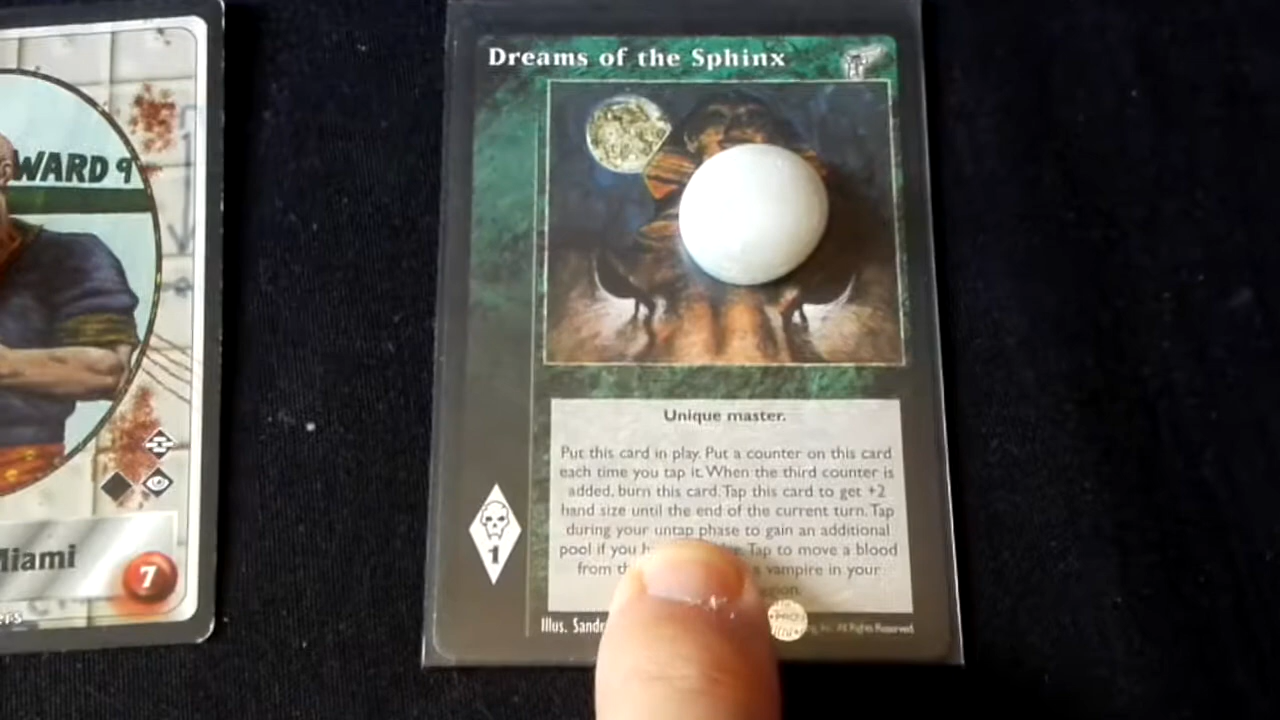 WARD 9
Miami
7
ers
Dreams of the Sphinx
Unique master.
Put this card in play. Put a counter on this card
each time you tap it. When the third counter is
added, burn this card. Tap this card to get +2
hand size until the end of the current turn. Tap
during your untap phase to gain an additional
pool if you Tap to move a blood
from a vampire in your
1
Illus. All Rights Reserved